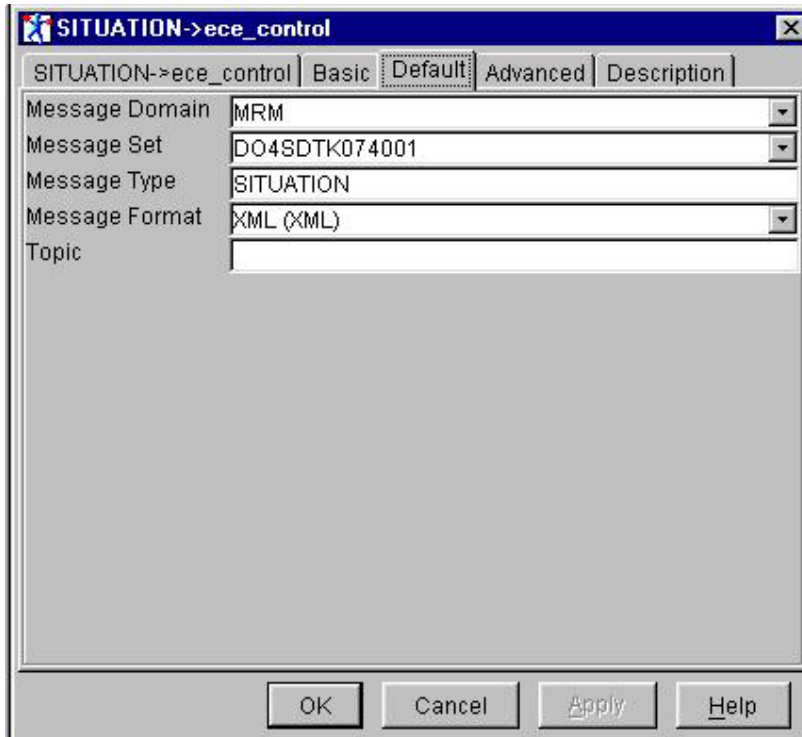 SITUATION->ece_control
SITUATION->ece_control Basic Default Advanced Description
Message Domain MRM
Message Set DO4SDTK074001
Message Type SITUATION
Message Format XML (XML)
Topic
OK Cancel Apply Help